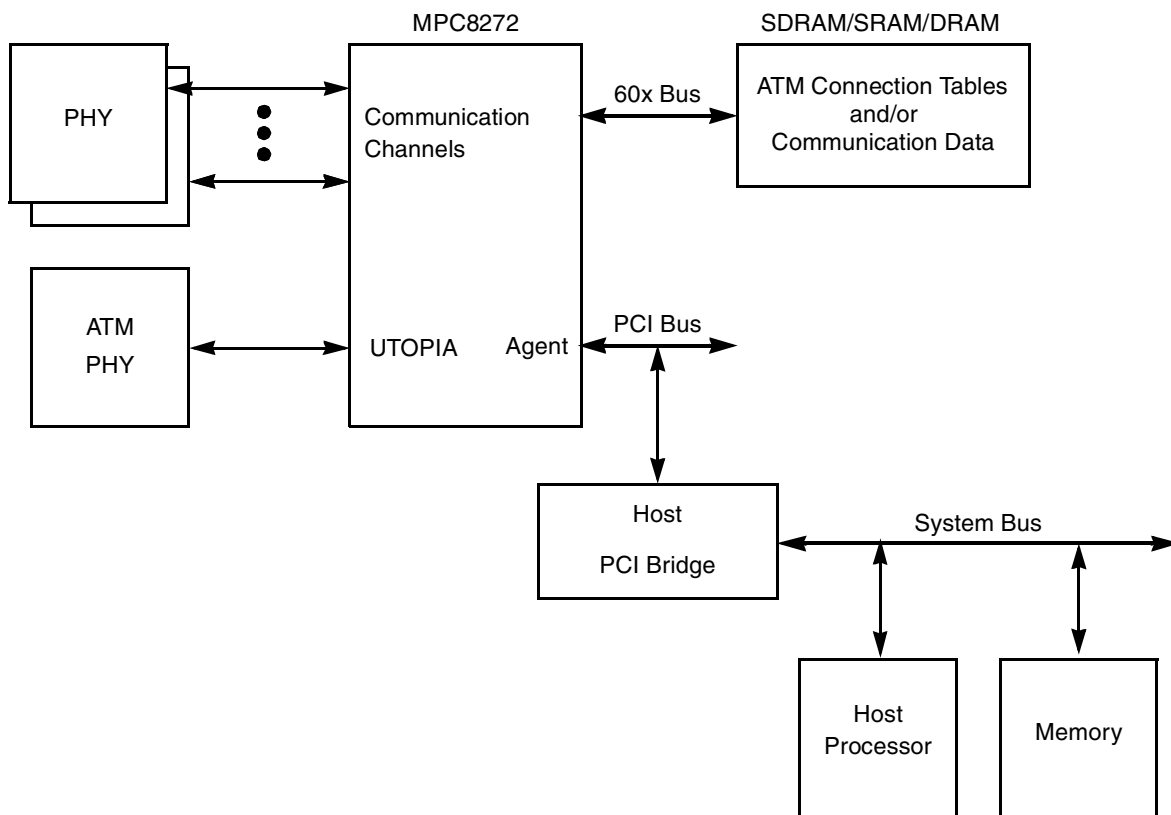 MPC8272
SDRAM/SRAM/DRAM
PHY
Communication
Channels
60x Bus
ATM Connection Tables
and/or
Communication Data
ATM
PHY
UTOPIA
Agent
PCI Bus
Host
PCI Bridge
System Bus
Host
Processor
Memory